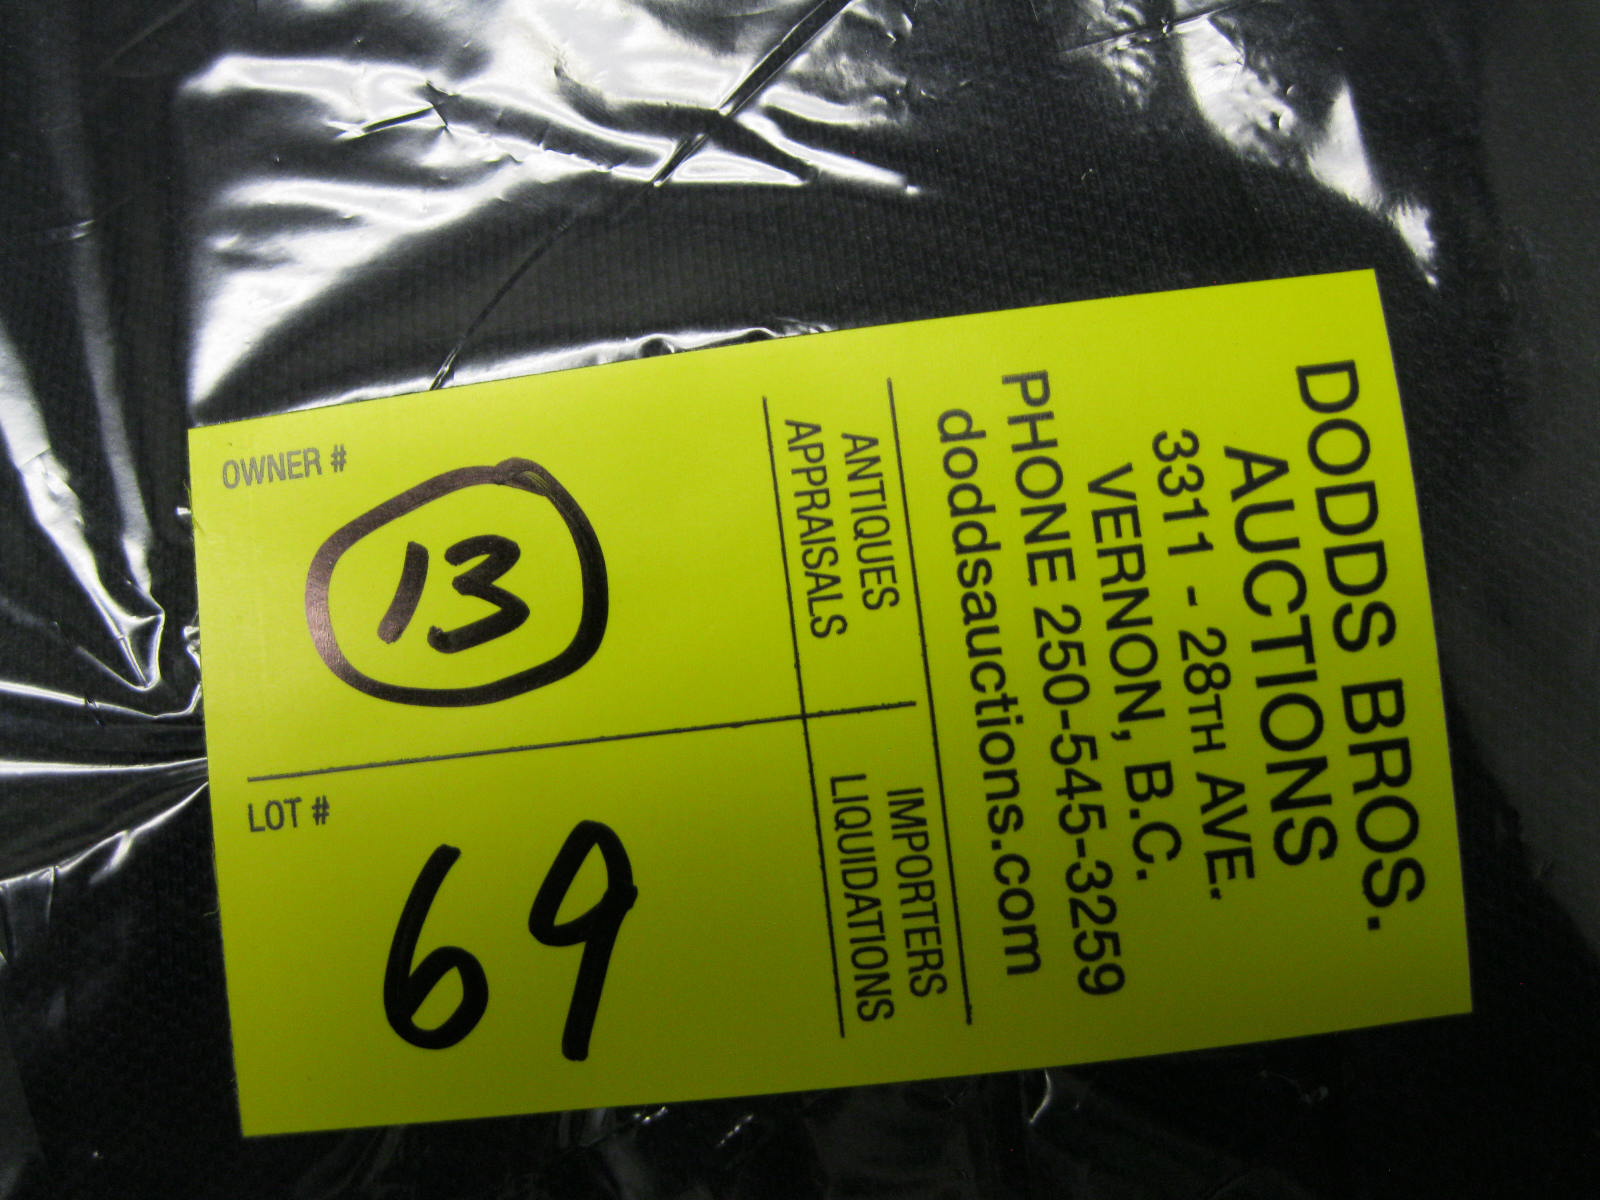 DODDS BROS.
AUCTIONS
3311 - 28TH AVE.
VERNON, B.C.
PHONE 250-545-3259
doddsauctions.com
ANTIQUES
APPRAISALS
IMPORTERS
LIQUIDATIONS
OWNER #
13
LOT #
69